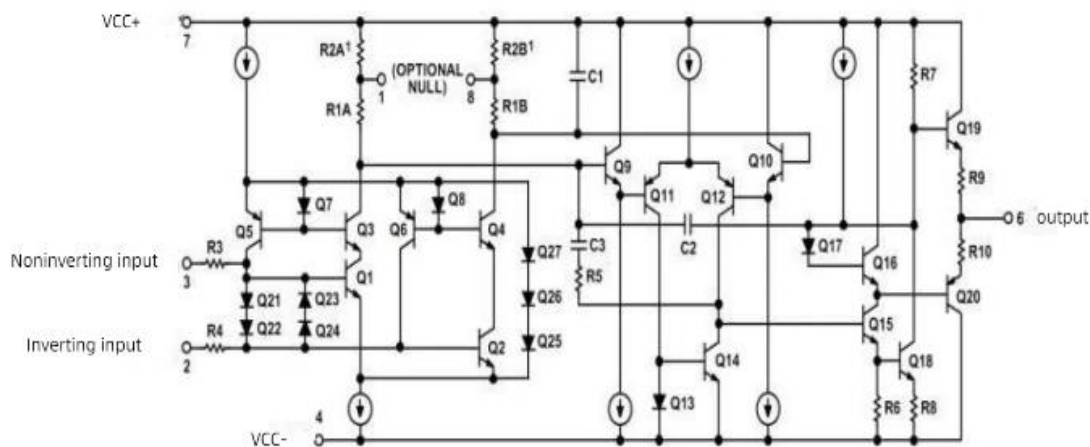 VCC+
7
R2A¹
R2B¹
(OPTIONAL NULL)
1
8
R1A
R1B
C1
R7
Q19
Q9
Q10
R9
Q11
Q12
Q7
Q8
Q5
Q3
Q6
Q4
6
output
C3
C2
Q17
R10
R3
Noninverting input
3
Q27
Q16
Q1
R5
Q20
Q21
Q23
Q26
Q15
Q22
Q24
R4
Inverting input
2
Q25
Q2
Q14
Q18
Q13
R6
R8
4
VCC-